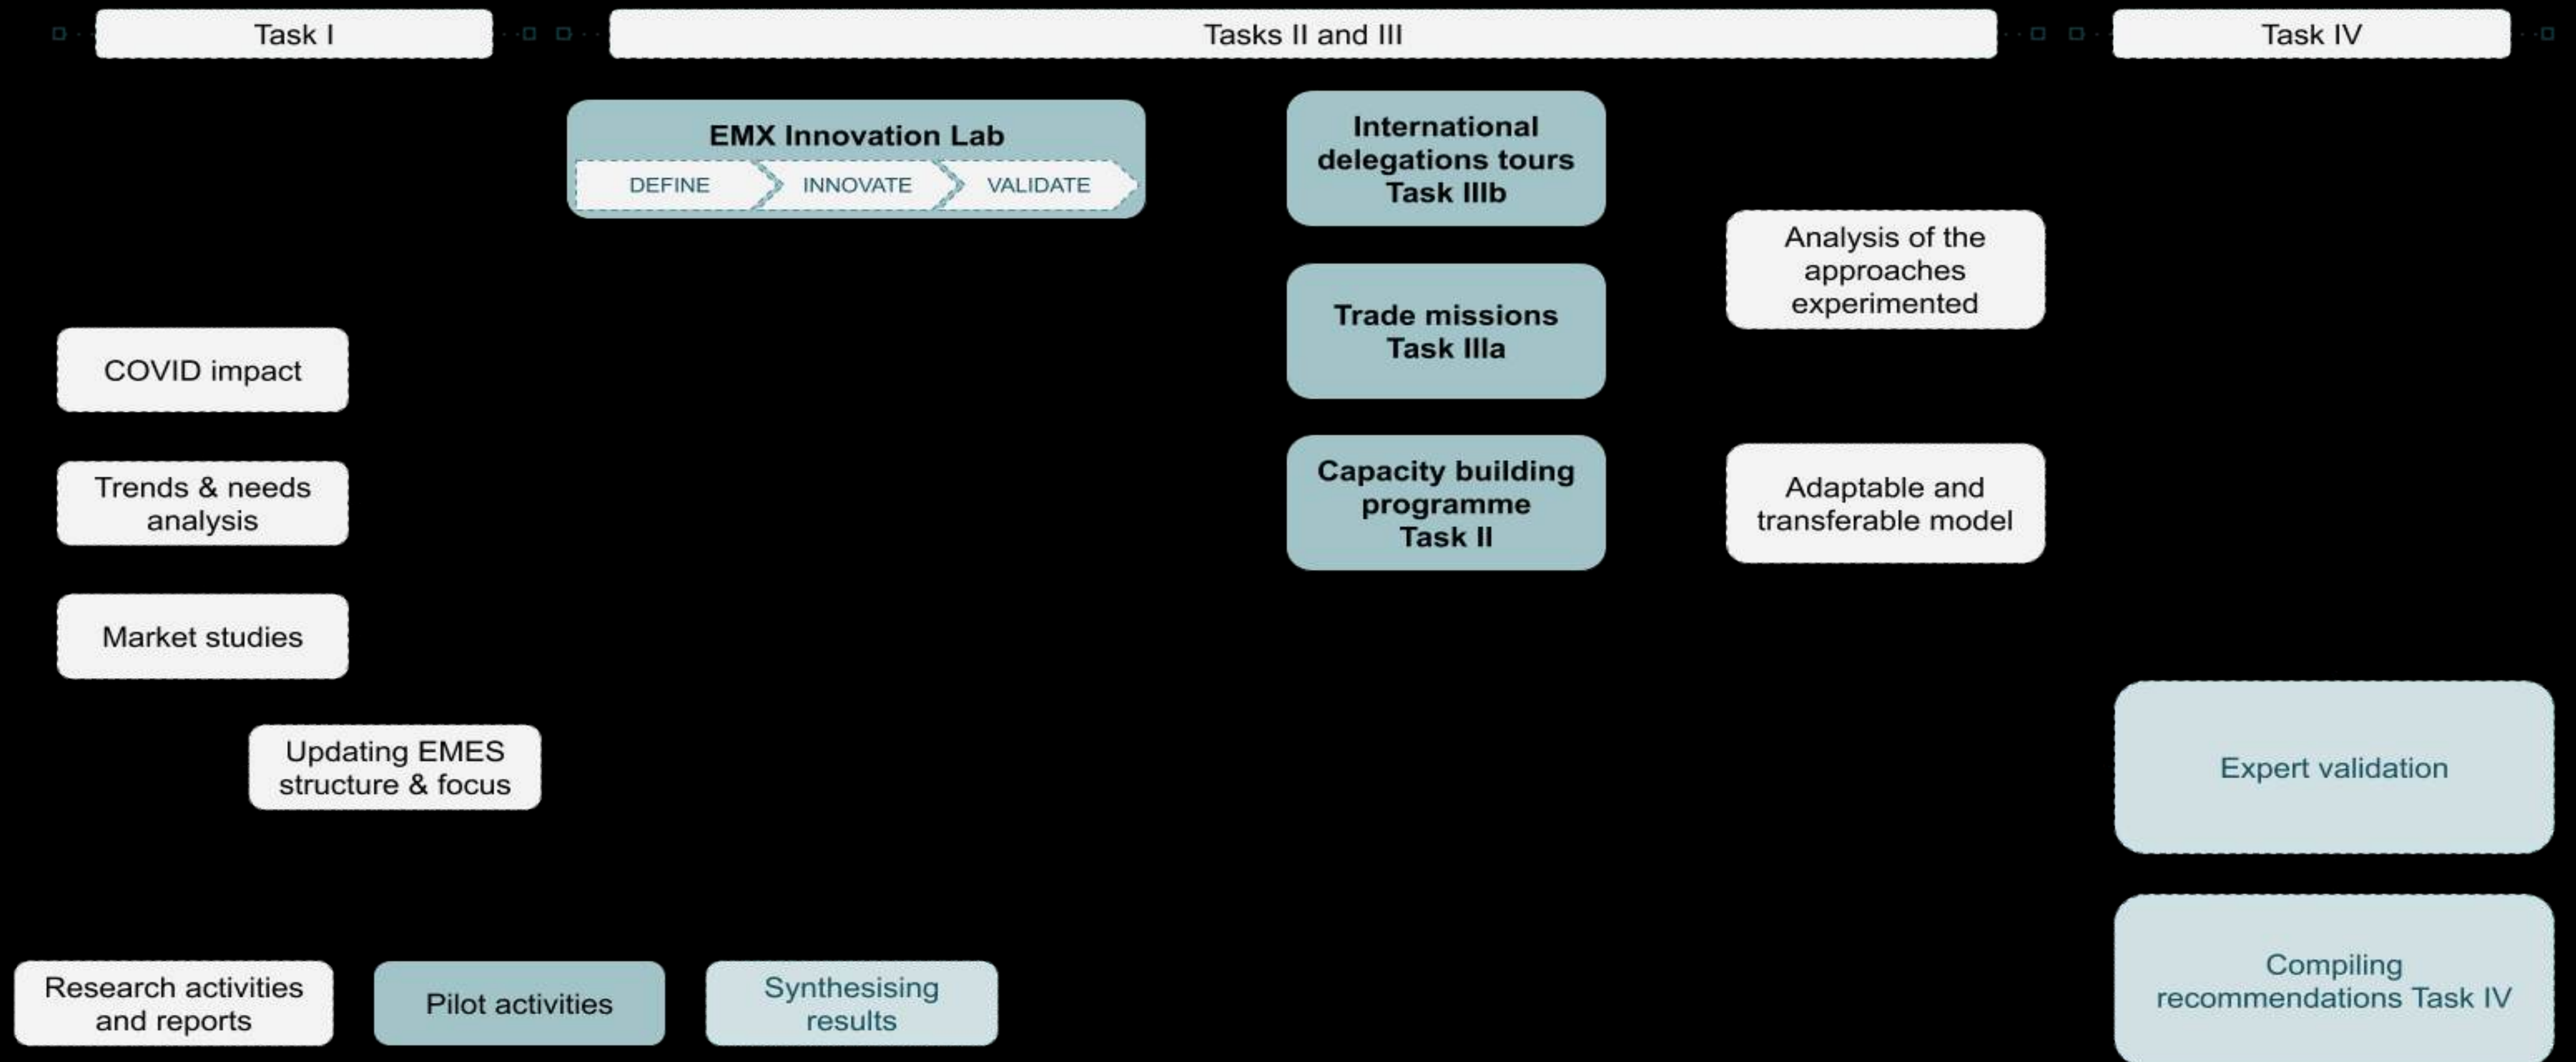 Task I
Tasks II and III
Task IV
EMX Innovation Lab
DEFINE
INNOVATE
VALIDATE
International
delegations tours
Task IIIb
Trade missions
Task IIIa
Capacity building
programme
Task II
Analysis of the
approaches
experimented
Adaptable and
transferable model
COVID impact
Trends & needs
analysis
Market studies
Updating EMES
structure & focus
Expert validation
Compiling
recommendations Task IV
Research activities
and reports
Pilot activities
Synthesising
results